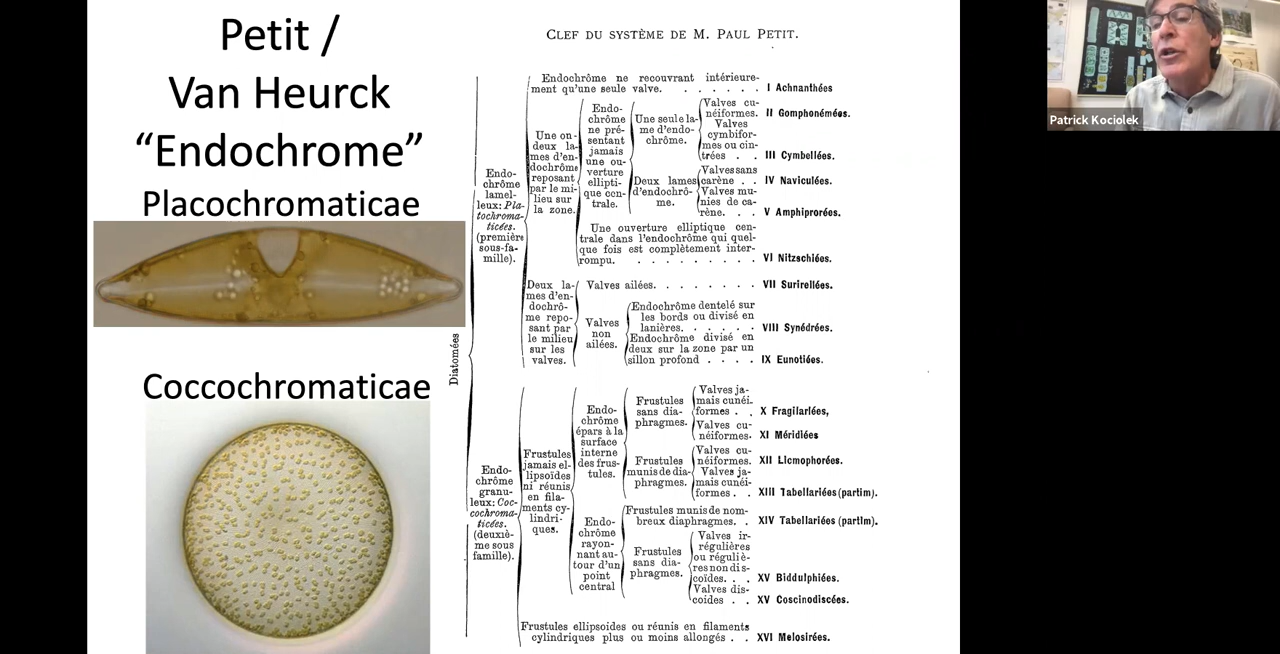 Petit /
Van Heurck
“Endochrome”
Placochromaticae
Coccochromaticae
CLEF DU SYSTÈME DE M. PAUL PETIT.
Diatomées
Endo-
chrôme
lamel-
leux: Pla-
tochroma-
ticées.
(première
sous-fa-
mille).
Une ou
deux la-
mes d'en-
dochrôme
reposant
par le mi-
lieu sur
la zone.
Endochrôme ne recouvrant intérieure-
ment qu'une seule valve. . . . . . . I Achnanthées
Endo-
chrôme
ne pré-
sentant
jamais
une ou-
verture
ellipti-
que cen-
trale.
Une seule la-
me d'endo-
chrôme.
Valves cu-
néiformes. II Gomphonémées.
Valves
cymbifor-
mes ou cin-
trées . . III Cymbellées.
Deux lames
d'endochrô-
me.
Valves sans
carène . . IV Naviculées.
Valves mu-
nies de ca-
rène. . . V Amphiprorées.
Une ouverture elliptique cen-
trale dans l'endochrôme qui quel-
que fois est complètement inter-
rompu. . . . . . . . . VI Nitzschiées.
Deux la-
mes d'en-
dochrô-
me repo-
sant par
le milieu
sur les
valves.
Valves ailées. . . . . . . . VII Surirellées.
Valves
non
ailées.
Endochrôme dentelé sur
les bords ou divisé en
lanières. . . . . . VIII Synédrées.
Endochrôme divisé en
deux sur la zone par un
sillon profond . . . . IX Eunotiées.
Endo-
chrôme
granu-
leux: Coc-
cochroma-
ticées.
(deuxiè-
me sous
famille).
Frustules
jamais el-
lipsoïdes
ni réunis
en fila-
ments cy-
lindri-
ques.
Endo-
chrôme
épars à la
surface
interne
des frus-
tules.
Frustules
sans dia-
phragmes.
Valves ja-
mais cunéi-
formes . . X Fragilariées,
Valves cu-
néiformes. XI Méridiées
Frustules
munis de dia-
phragmes.
Valves cu-
néiformes. XII Licmophorées.
Valves ja-
mais cunéi-
formes . . XIII Tabellariées (partim).
Endo-
chrôme
rayon-
nant au-
tour d'un
point
central
Frustules munis de nom-
breux diaphragmes. . XIV Tabellariées (partim).
Frustules
sans dia-
phragmes.
Valves ir-
régulières
ou réguliè-
res non dis-
coïdes. . . XV Biddulphiées.
Valves dis-
coides . . XV Coscinodiscées.
Frustules ellipsoides ou réunis en filaments
cylindriques plus ou moins allongés . . XVI Melosirées.
Patrick Kociolek